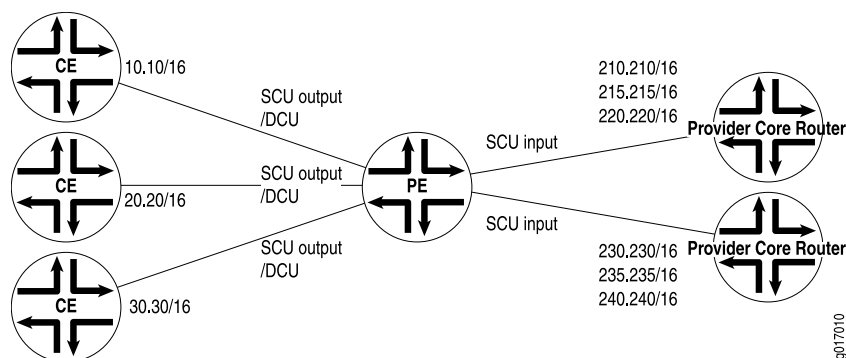 CE
10.10/16
SCU output
/DCU
CE
20.20/16
SCU output
/DCU
CE
30.30/16
SCU output
/DCU
PE
SCU input
SCU input
210.210/16
215.215/16
220.220/16
Provider Core Router
230.230/16
235.235/16
240.240/16
Provider Core Router
g017010